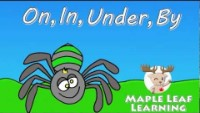 On, In, Under, By
MAPLE LEAF
LEARNING